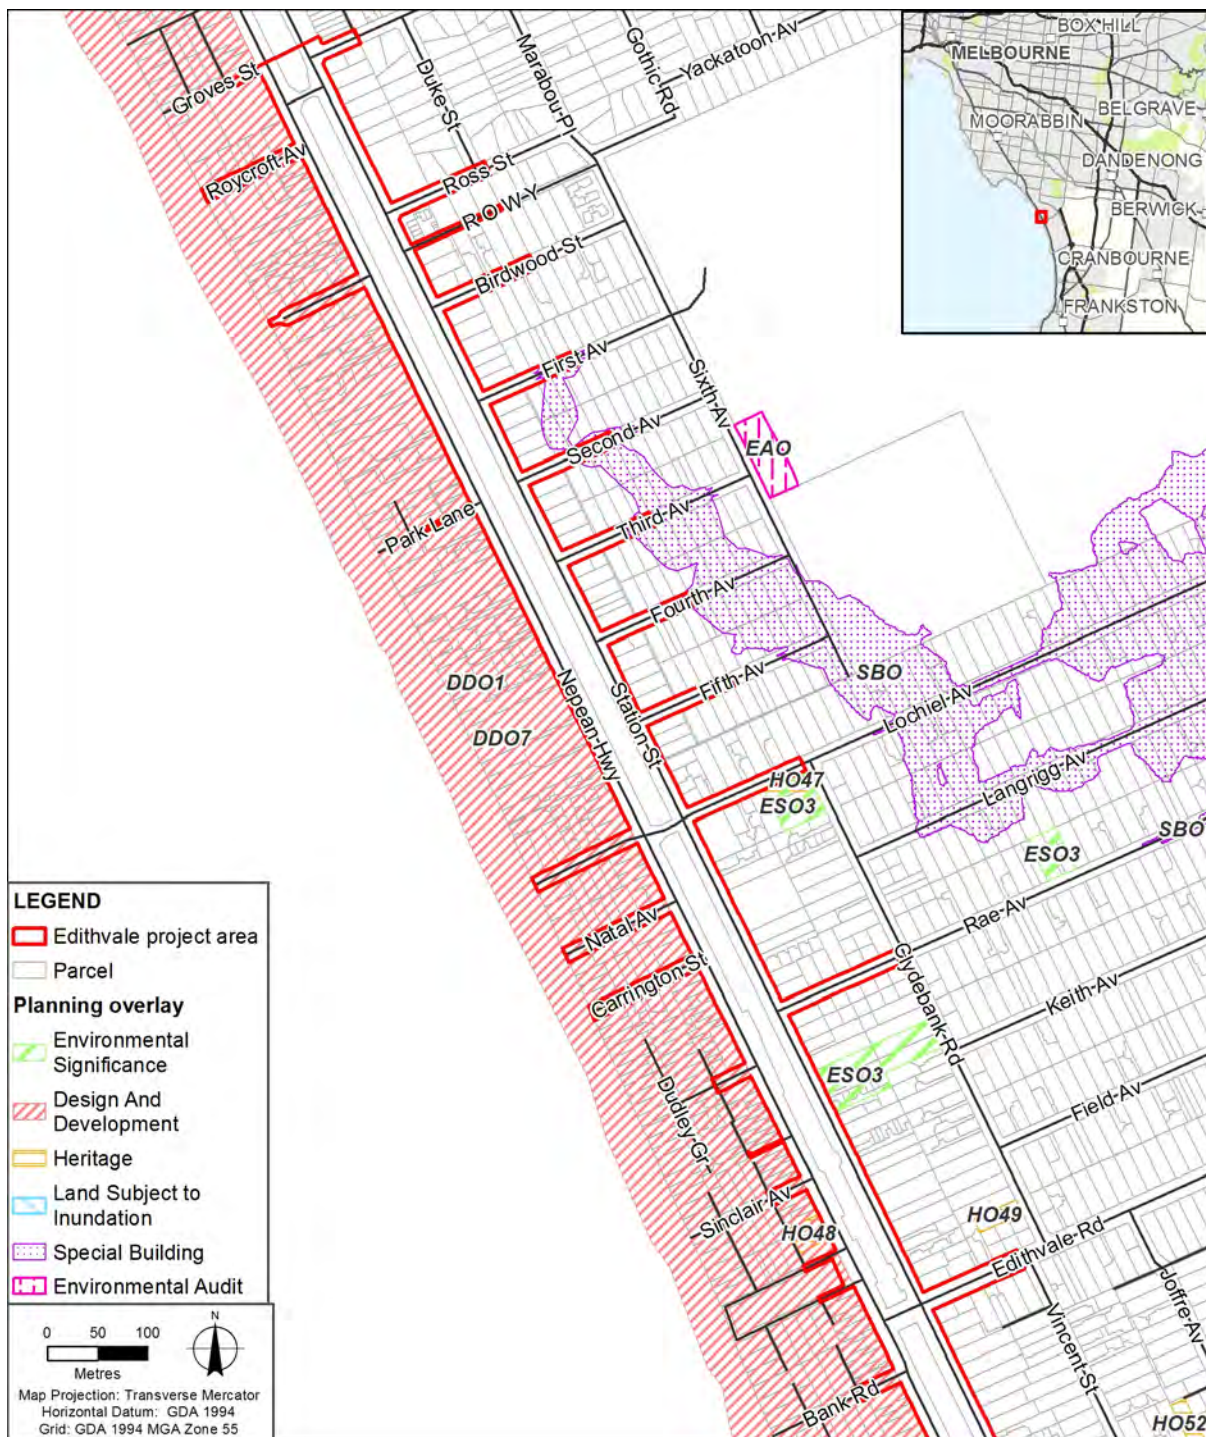 Groves St
Duke St
Marabou Pl
Gothic Rd
Yackatoon Av
BOX HILL
MELBOURNE
BELGRAVE
MOORABBIN
DANDENONG
BERWICK
CRANBOURNE
FRANKSTON
Roycroft Av
Ross St
R O W Y
Birdwood St
First Av
Sixth Av
Second Av
EAO
Third Av
Park Lane
Fourth Av
Fifth Av
SBO
DDO1
DDO7
Nepean Hwy
Station St
Lochiel Av
Langrigg Av
HO47
ESO3
ESO3
SBO
Rae Av
Natal Av
Carrington St
Clydebank Rd
Keith Av
ESO3
Dudley Gr
Field Av
Sinclair Av
HO48
HO49
Edithvale Rd
Joffre Av
Vincent St
Bank Rd
HO52
LEGEND
Edithvale project area
Parcel
Planning overlay
Environmental
Significance
Design And
Development
Heritage
Land Subject to
Inundation
Special Building
Environmental Audit
0 50 100
Metres
N
Map Projection: Transverse Mercator
Horizontal Datum: GDA 1994
Grid: GDA 1994 MGA Zone 55